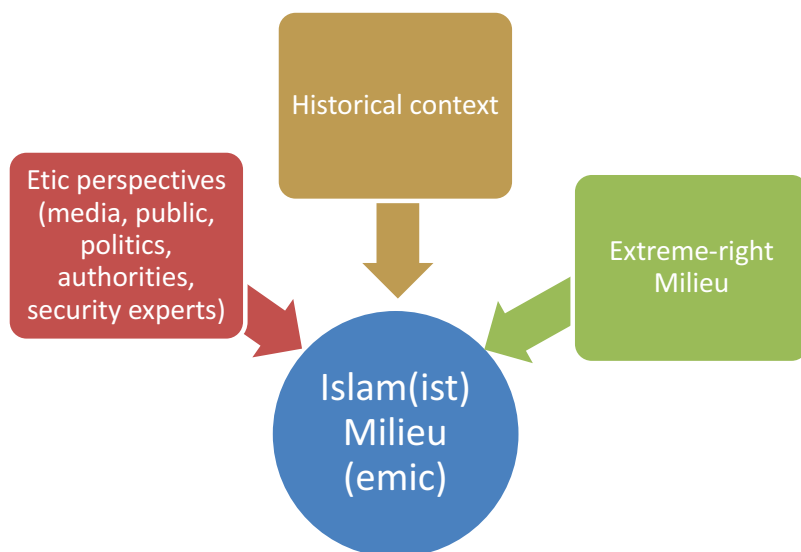 Historical context
Etic perspectives
(media, public,
politics,
authorities,
security experts)
Extreme-right
Milieu
Islam(ist)
Milieu
(emic)